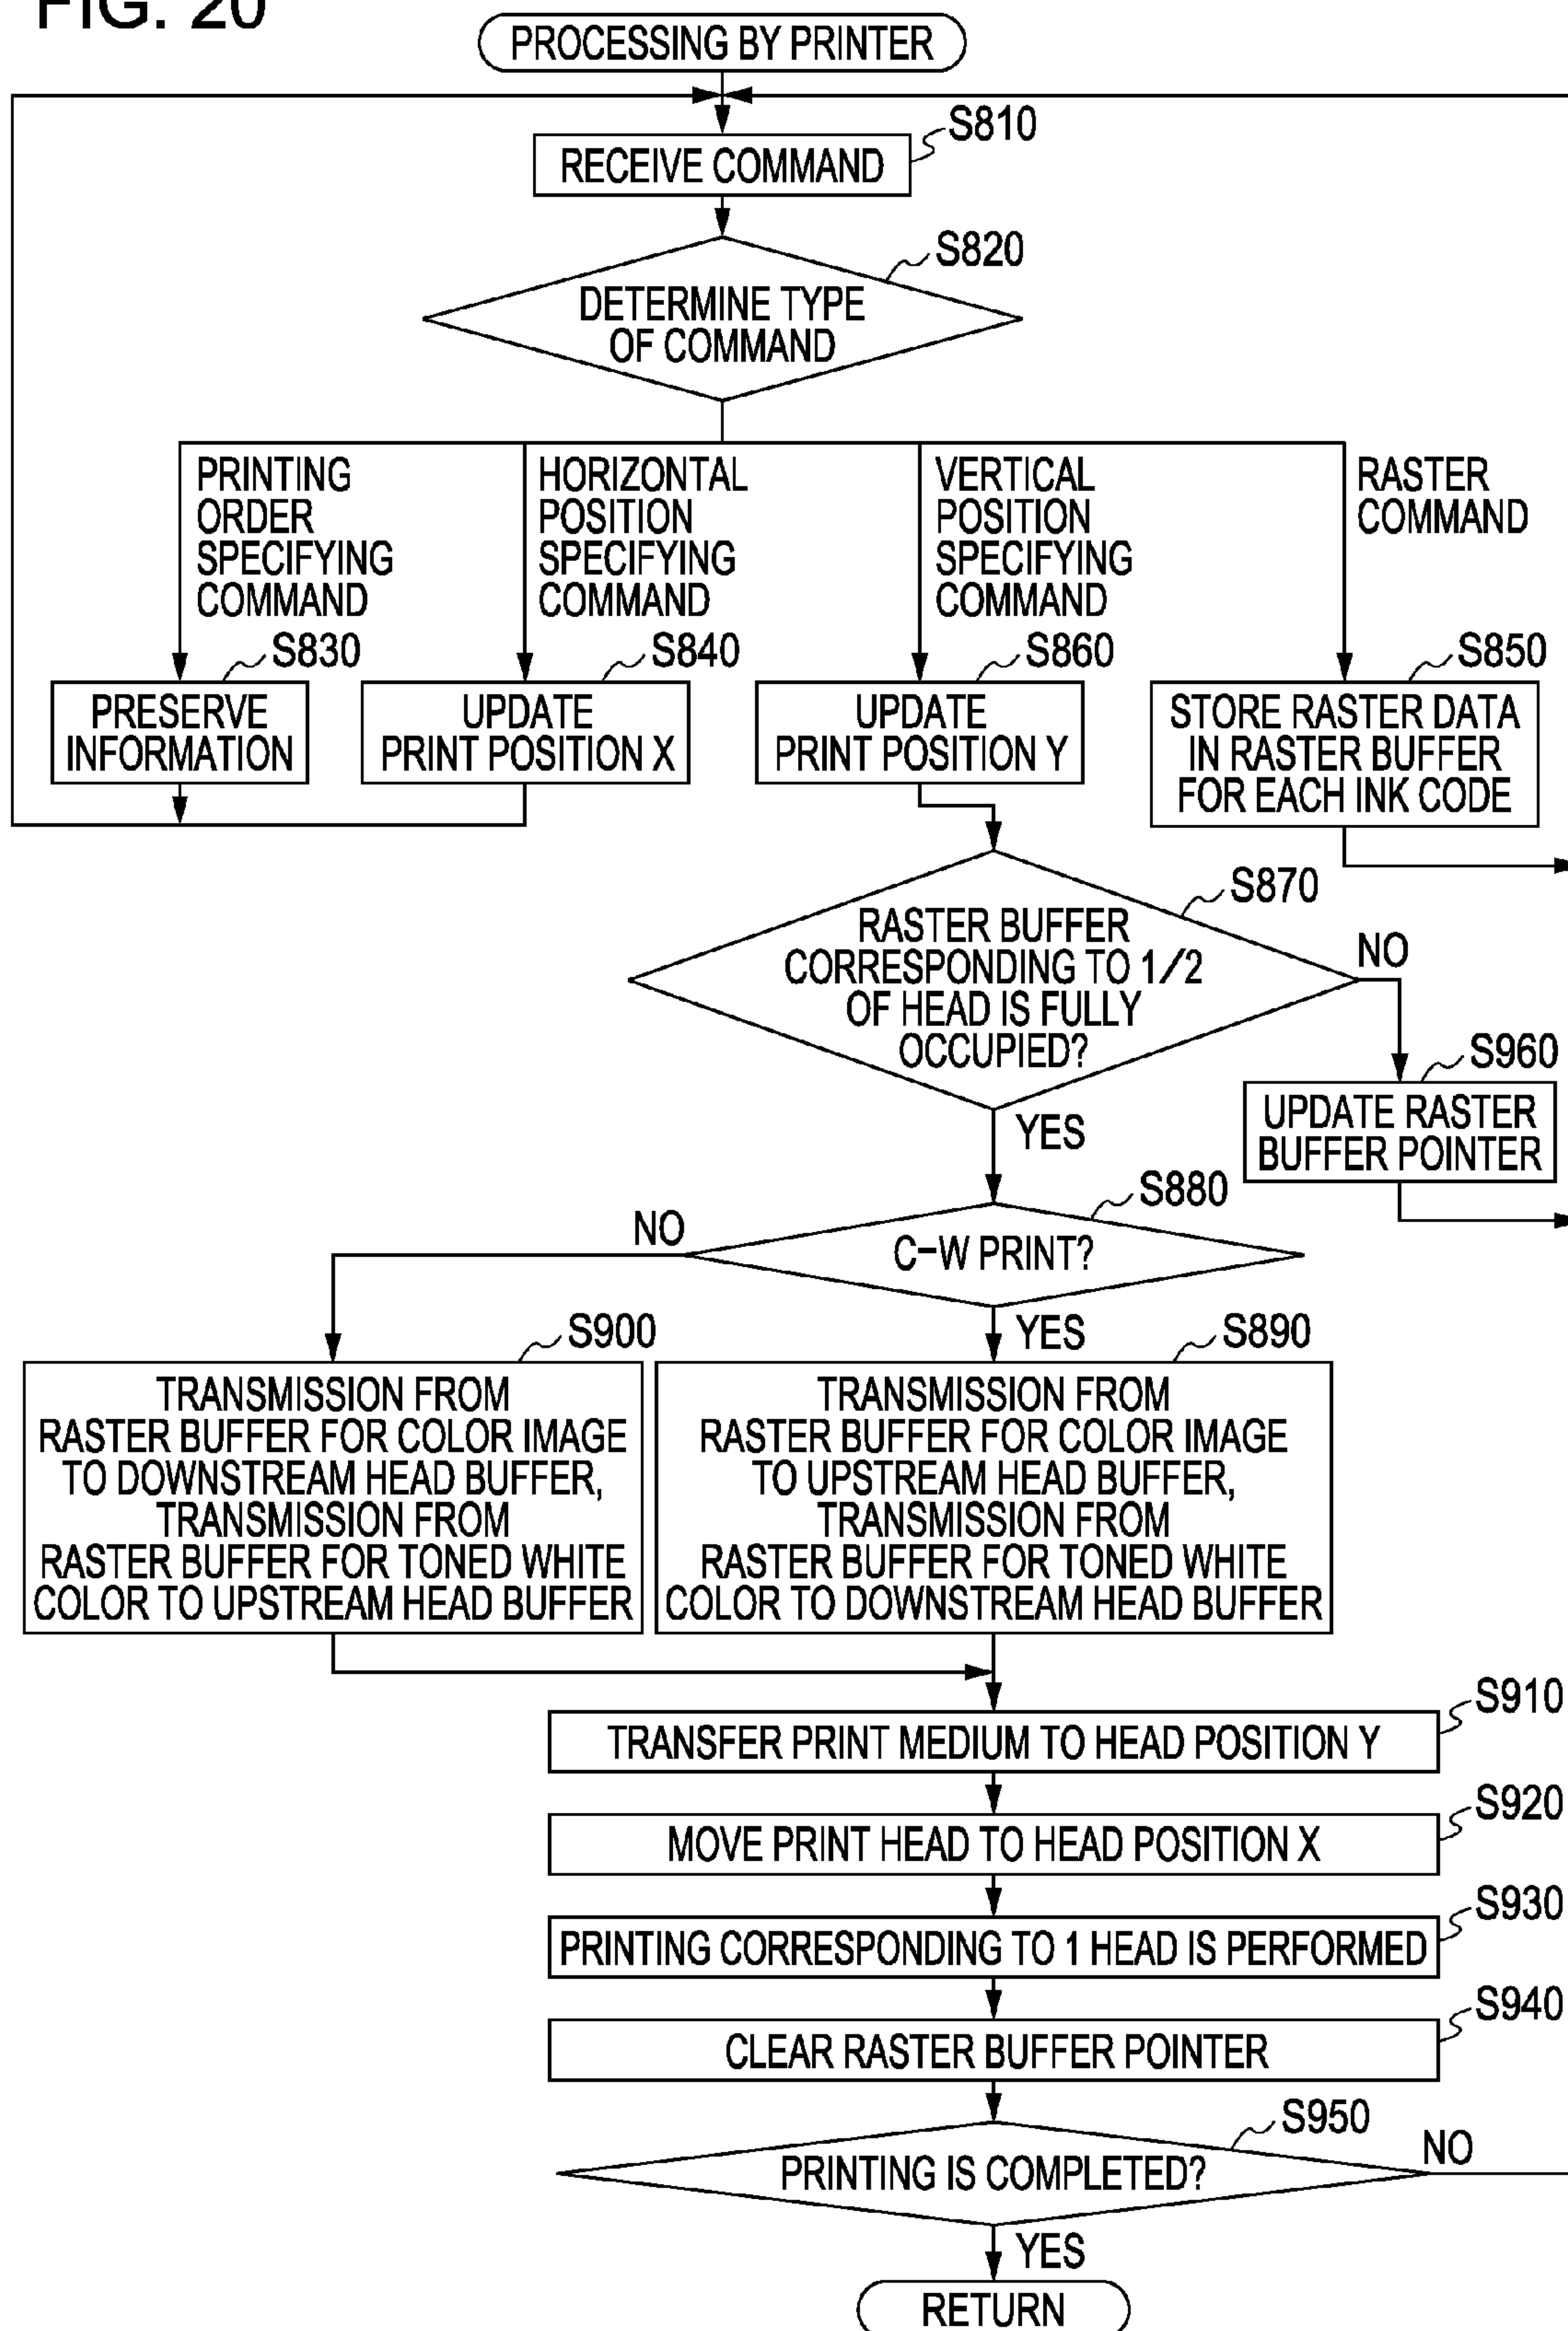 FIG. 20
PROCESSING BY PRINTER
S810
RECEIVE COMMAND
S820
DETERMINE TYPE
OF COMMAND
PRINTING
ORDER
SPECIFYING
COMMAND
HORIZONTAL
POSITION
SPECIFYING
COMMAND
VERTICAL
POSITION
SPECIFYING
COMMAND
RASTER
COMMAND
S830
PRESERVE
INFORMATION
S840
UPDATE
PRINT POSITION X
S860
UPDATE
PRINT POSITION Y
S850
STORE RASTER DATA
IN RASTER BUFFER
FOR EACH INK CODE
S870
RASTER BUFFER
CORRESPONDING TO 1/2
OF HEAD IS FULLY
OCCUPIED?
NO
S960
UPDATE RASTER
BUFFER POINTER
YES
S880
C-W PRINT?
NO
YES
S900
TRANSMISSION FROM
RASTER BUFFER FOR COLOR IMAGE
TO DOWNSTREAM HEAD BUFFER,
TRANSMISSION FROM
RASTER BUFFER FOR TONED WHITE
COLOR TO UPSTREAM HEAD BUFFER
S890
TRANSMISSION FROM
RASTER BUFFER FOR COLOR IMAGE
TO UPSTREAM HEAD BUFFER,
TRANSMISSION FROM
RASTER BUFFER FOR TONED WHITE
COLOR TO DOWNSTREAM HEAD BUFFER
S910
TRANSFER PRINT MEDIUM TO HEAD POSITION Y
S920
MOVE PRINT HEAD TO HEAD POSITION X
S930
PRINTING CORRESPONDING TO 1 HEAD IS PERFORMED
S940
CLEAR RASTER BUFFER POINTER
S950
PRINTING IS COMPLETED?
NO
YES
RETURN